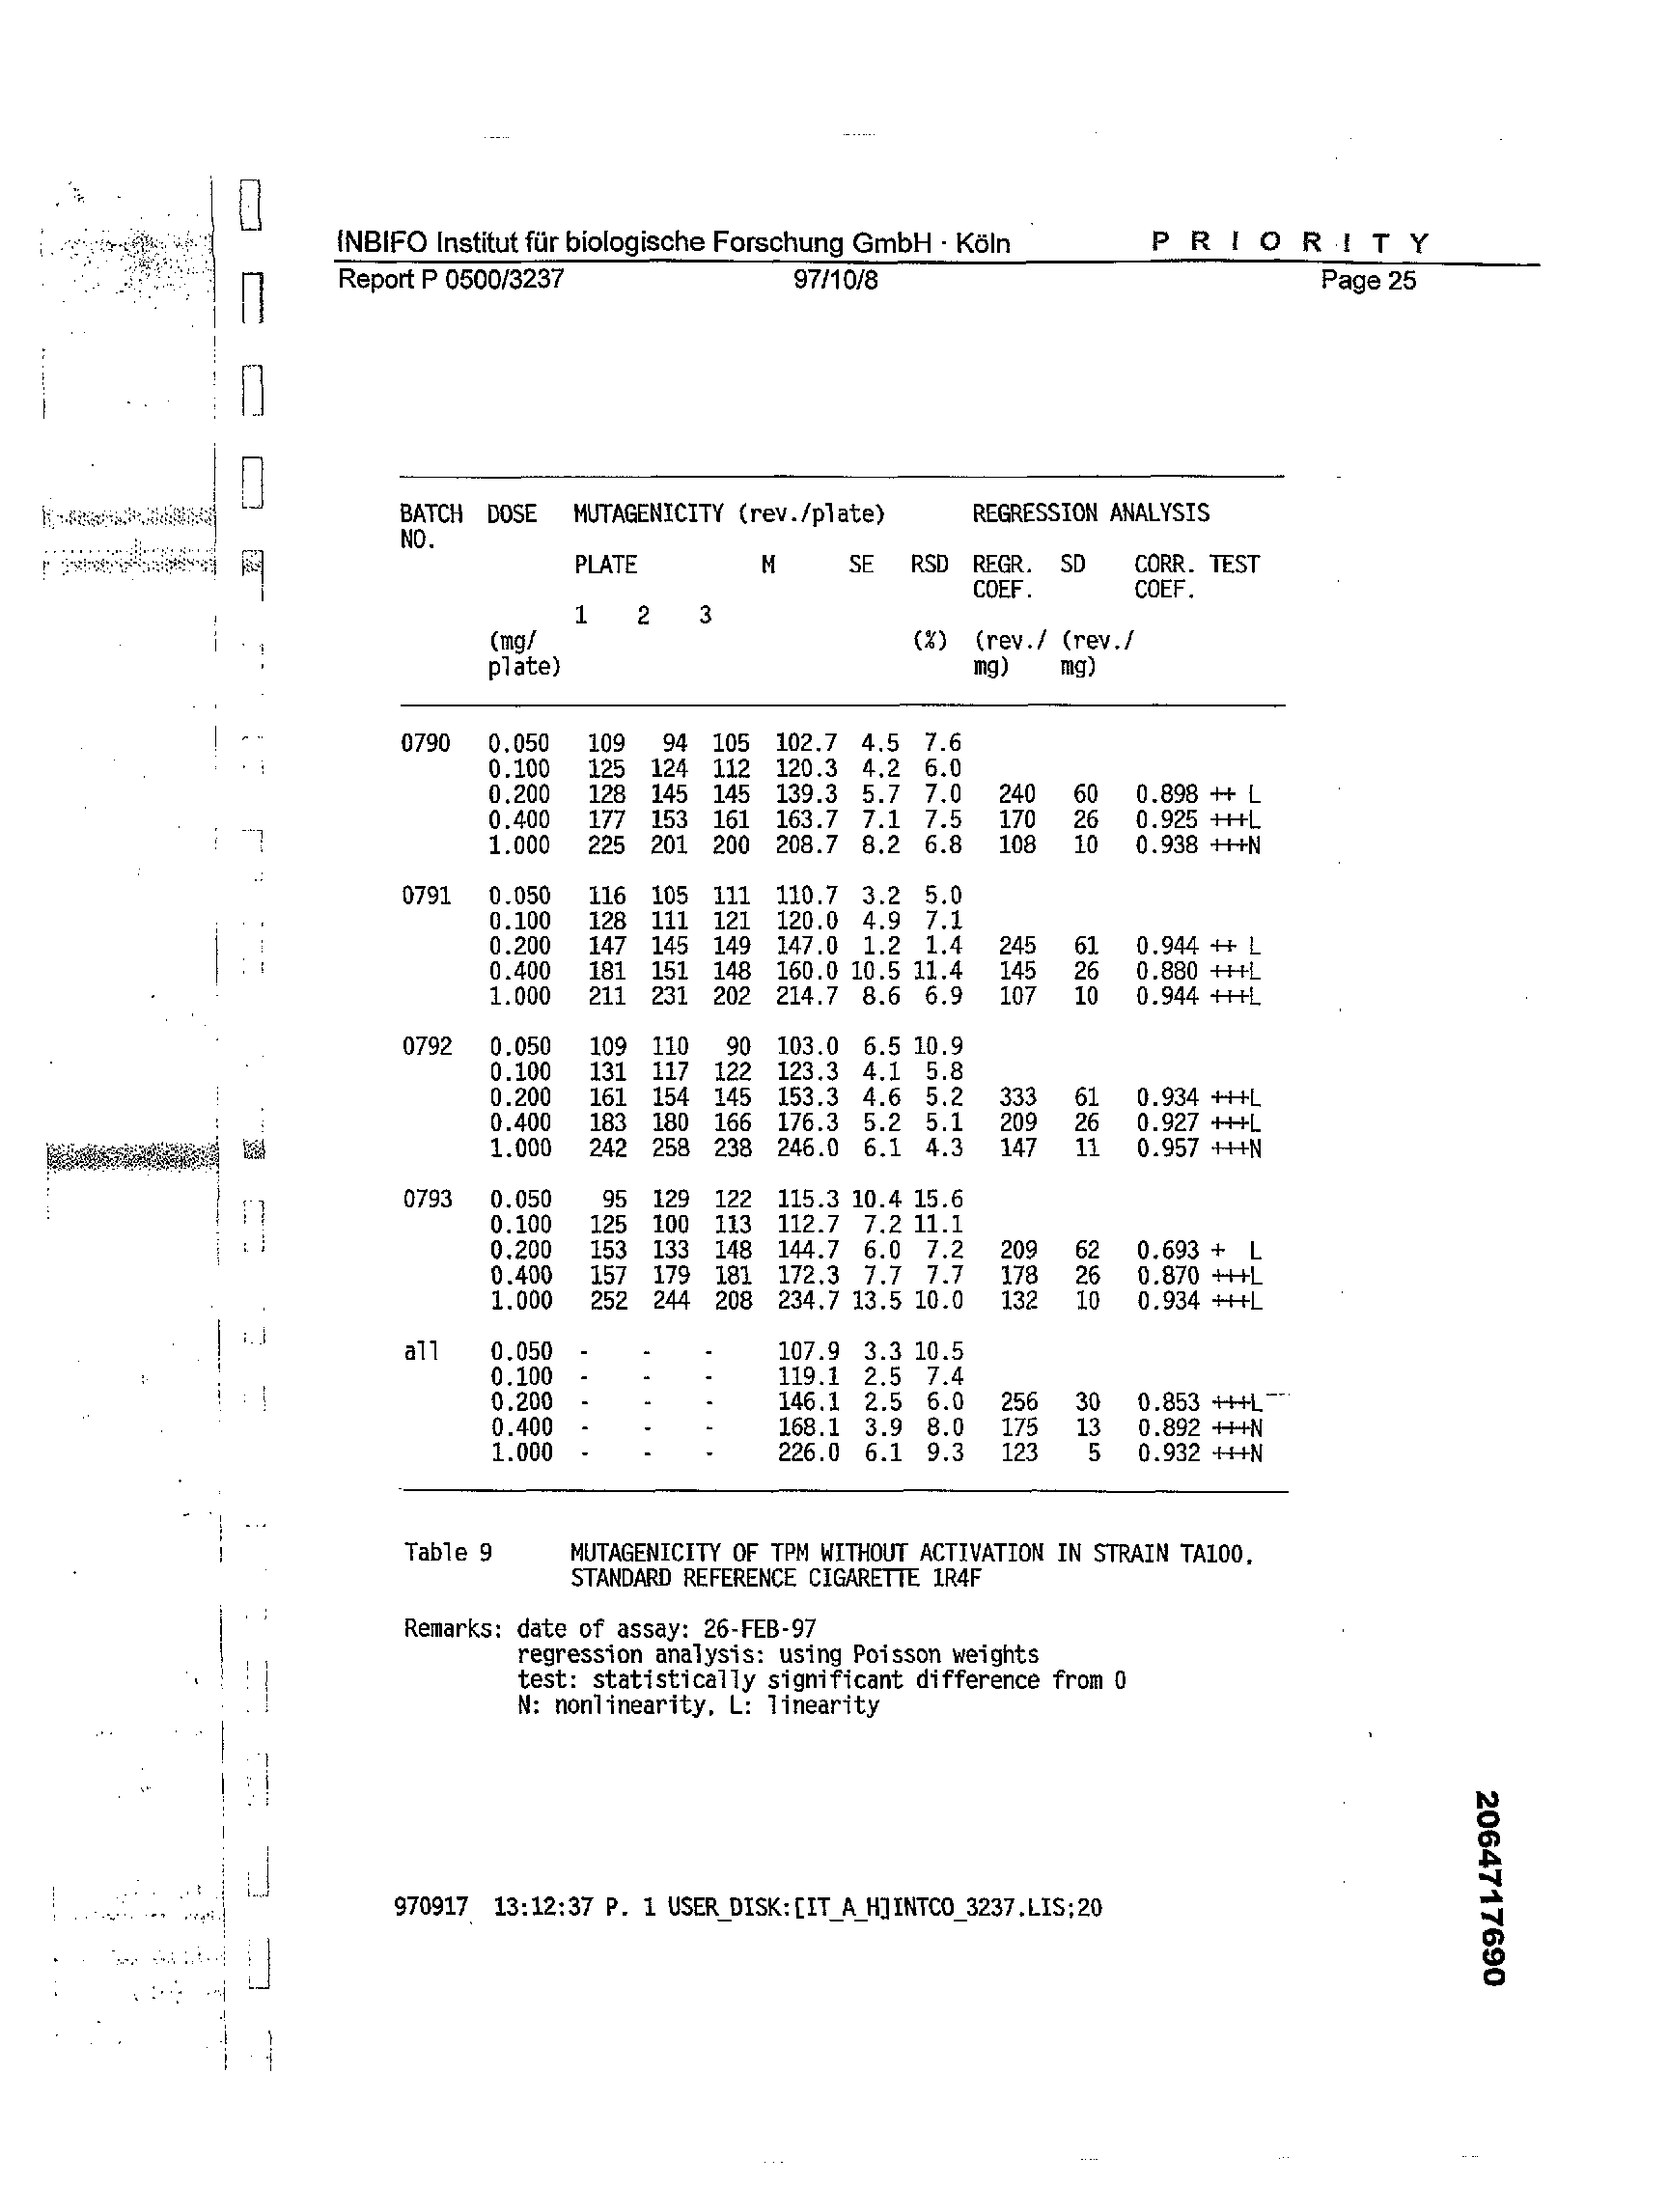 INBIFO Institut für biologische Forschung GmbH · Köln P R I O R I T Y
Report P 0500/3237 97/10/8 Page 25
BATCH DOSE MUTAGENICITY (rev./plate) REGRESSION ANALYSIS
NO.
PLATE M SE RSD REGR. SD CORR. TEST
COEF. COEF.
1 2 3
(mg/ (%) (rev./ (rev./
plate) mg) mg)
0790 0.050 109 94 105 102.7 4.5 7.6
0.100 125 124 112 120.3 4.2 6.0
0.200 128 145 145 139.3 5.7 7.0 240 60 0.898 ++ L
0.400 177 153 161 163.7 7.1 7.5 170 26 0.925 +++L
1.000 225 201 200 208.7 8.2 6.8 108 10 0.938 +++N
0791 0.050 116 105 111 110.7 3.2 5.0
0.100 128 111 121 120.0 4.9 7.1
0.200 147 145 149 147.0 1.2 1.4 245 61 0.944 ++ L
0.400 181 151 148 160.0 10.5 11.4 145 26 0.880 +++L
1.000 211 231 202 214.7 8.6 6.9 107 10 0.944 +++L
0792 0.050 109 110 90 103.0 6.5 10.9
0.100 131 117 122 123.3 4.1 5.8
0.200 161 154 145 153.3 4.6 5.2 333 61 0.934 +++L
0.400 183 180 166 176.3 5.2 5.1 209 26 0.927 +++L
1.000 242 258 238 246.0 6.1 4.3 147 11 0.957 +++N
0793 0.050 95 129 122 115.3 10.4 15.6
0.100 125 100 113 112.7 7.2 11.1
0.200 153 133 148 144.7 6.0 7.2 209 62 0.693 + L
0.400 157 179 181 172.3 7.7 7.7 178 26 0.870 +++L
1.000 252 244 208 234.7 13.5 10.0 132 10 0.934 +++L
all 0.050 - - - 107.9 3.3 10.5
0.100 - - - 119.1 2.5 7.4
0.200 - - - 146.1 2.5 6.0 256 30 0.853 +++L
0.400 - - - 168.1 3.9 8.0 175 13 0.892 +++N
1.000 - - - 226.0 6.1 9.3 123 5 0.932 +++N
Table 9 MUTAGENICITY OF TPM WITHOUT ACTIVATION IN STRAIN TA100.
STANDARD REFERENCE CIGARETTE 1R4F
Remarks: date of assay: 26-FEB-97
regression analysis: using Poisson weights
test: statistically significant difference from 0
N: nonlinearity, L: linearity
970917 13:12:37 P. 1 USER_DISK:[IT_A_H]INTCO_3237.LIS;20
2064717690